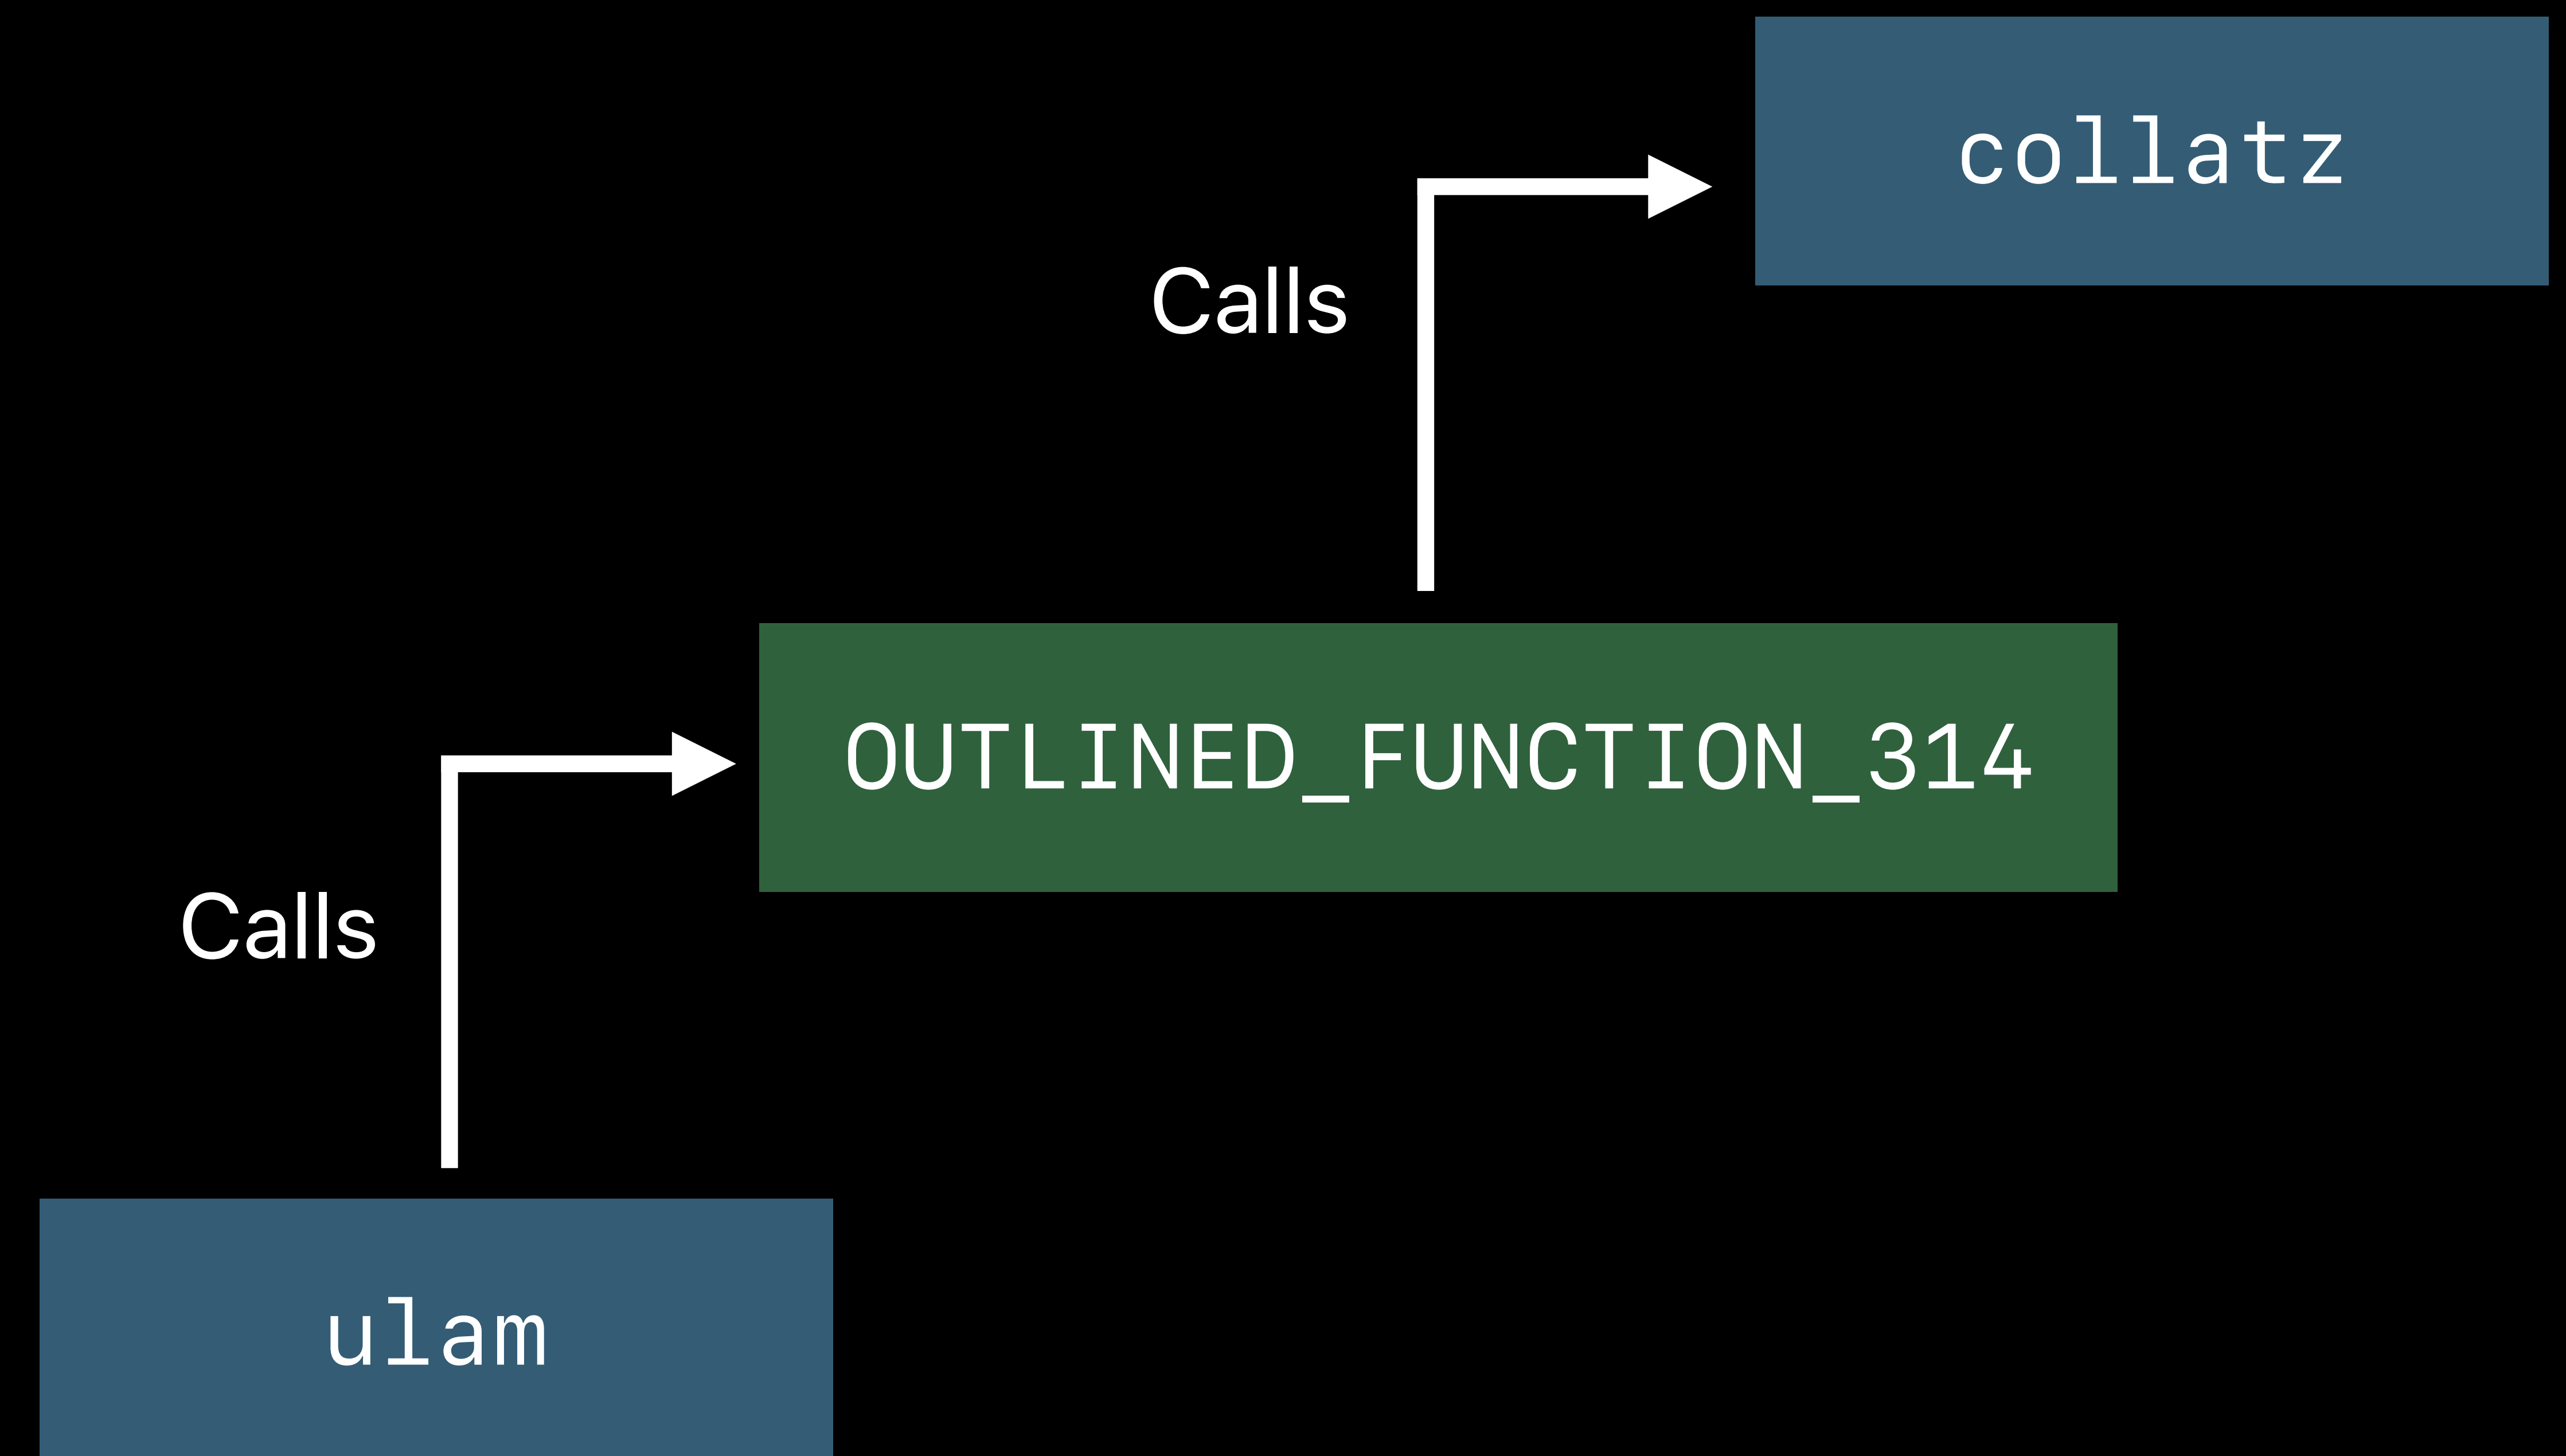 collatz
Calls
OUTLINED_FUNCTION_314
Calls
ulam